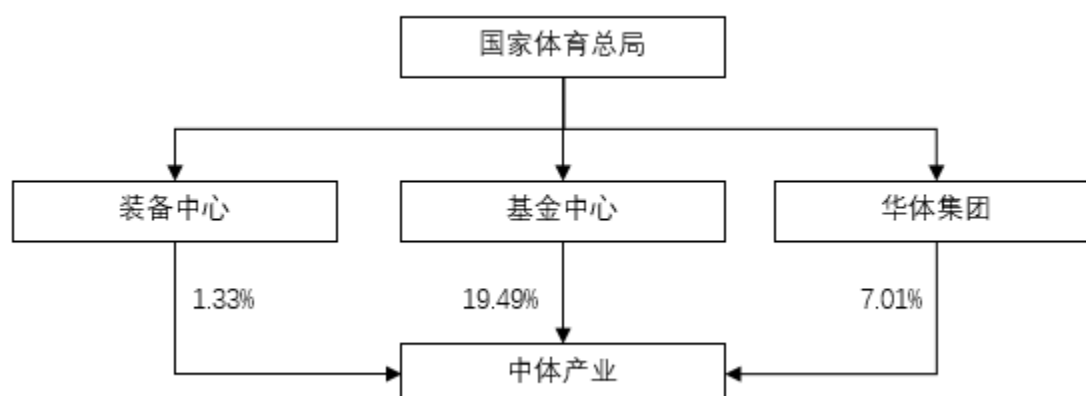 国家体育总局
装备中心
基金中心
华体集团
1.33%
19.49%
7.01%
中体产业